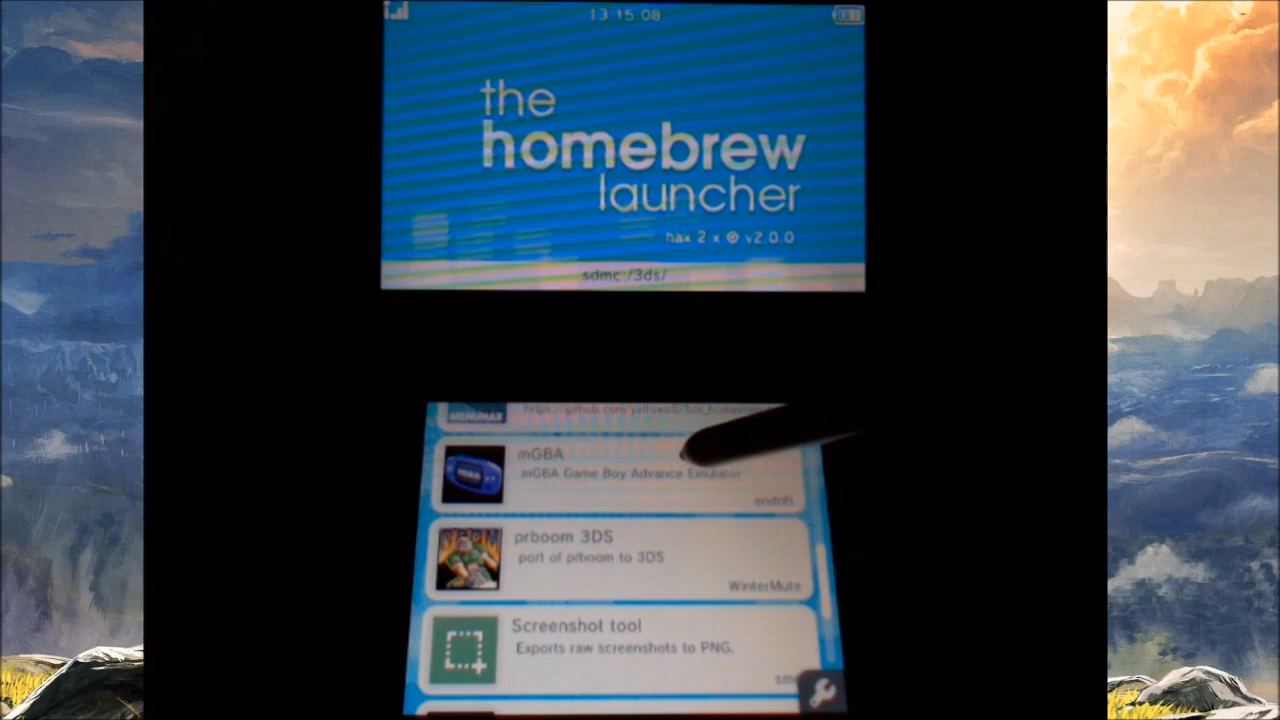 13 15:08
the
homebrew
launcher
hax 2.x v2.0.0
sdmc:/3ds/
MENUHAX
mGBA
mGBA Game Boy Advance Emulator
endrift
prboom 3DS
port of prboom to 3DS
WinterMute
Screenshot tool
Exports raw screenshots to PNG.